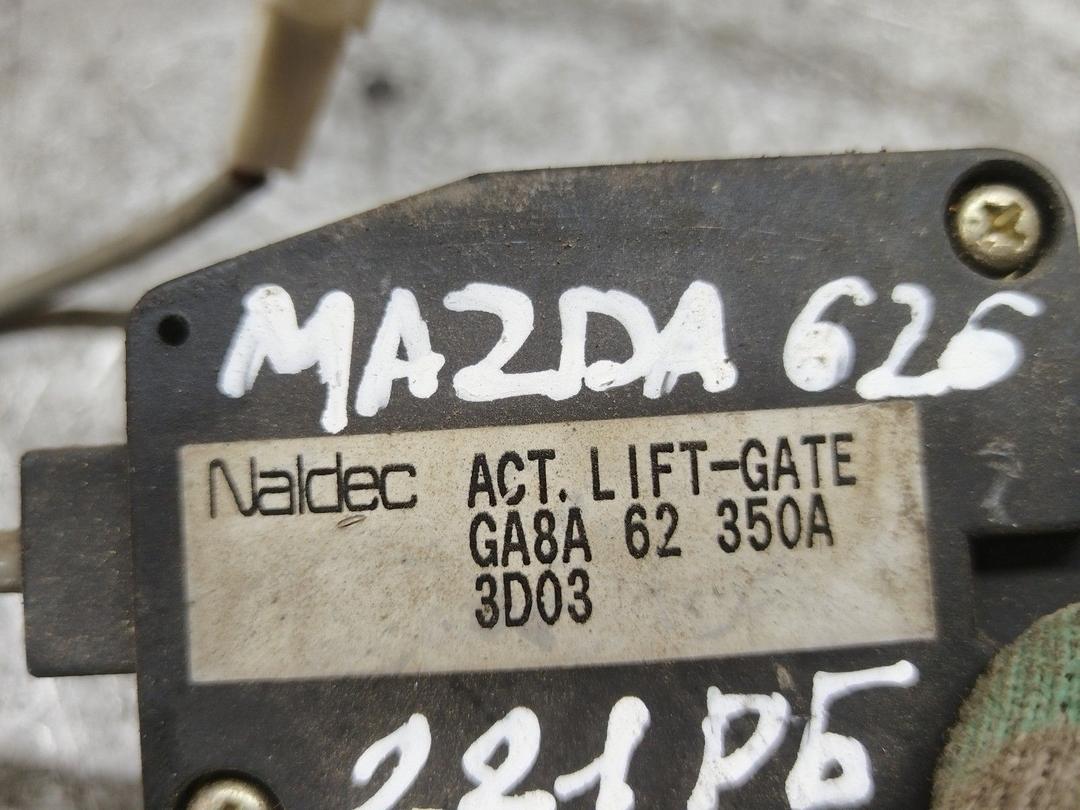 MAZDA 626
Naldec ACT. LIFT-GATE
GA8A 62 350A
3D03